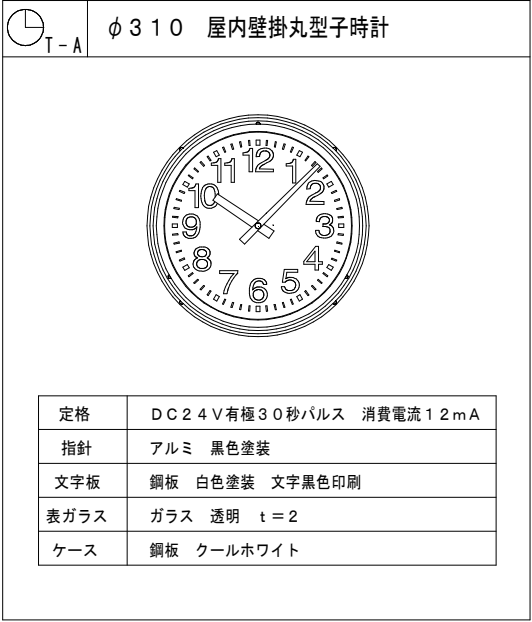 T-A
φ310 屋内壁掛丸型子時計
12
11
1
10
2
9
3
8
4
7
5
6
定格 DC24V有極30秒パルス 消費電流12mA
指針 アルミ 黒色塗装
文字板 鋼板 白色塗装 文字黒色印刷
表ガラス ガラス 透明 t=2
ケース 鋼板 クールホワイト